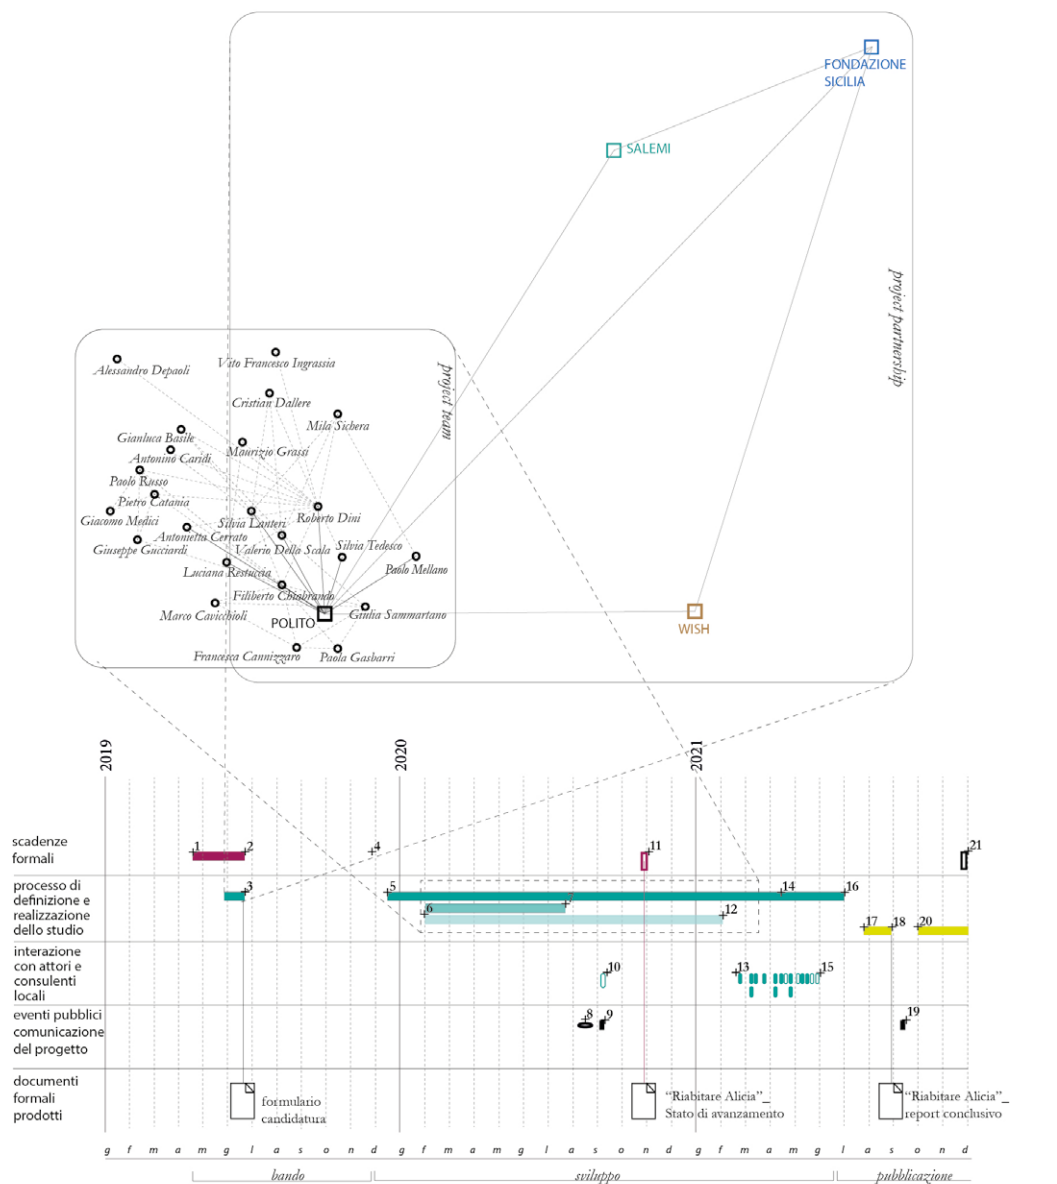 FONDAZIONE
SICILIA
SALEMI
project partnership
Vito Francesco Ingrassia
Alessandro Depaoli
project team
Cristian Dallere
Mila Sichera
Gianluca Basile
Maurizio Grassi
Antonino Caridi
Paolo Russo
Pietro Catania
Giacomo Medici
Silvia Lanteri
Roberto Dini
Antonietta Cerrato
Giuseppe Gucciardi
Valerio Della Scala
Silvia Tedesco
Luciana Restuccia
Paolo Mellano
Filiberto Chiabrando
Marco Cavicchioli
POLITO
Giulia Sammartano
WISH
Francesca Cannizzaro
Paola Gasbarri
2019
2020
2021
scadenze
formali
1
2
4
11
21
processo di
definizione e
realizzazione
dello studio
3
5
6
7
12
14
16
17
18
20
interazione
con attori e
consulenti
locali
10
13
15
eventi pubblici
comunicazione
del progetto
8
9
19
documenti
formali
prodotti
formulario
candidatura
"Riabitare Alicia"_
Stato di avanzamento
"Riabitare Alicia"_
report conclusivo
g f m a m g l a s o n d g f m a m g l a s o n d g f m a m g l a s o n d
bando
sviluppo
pubblicazione